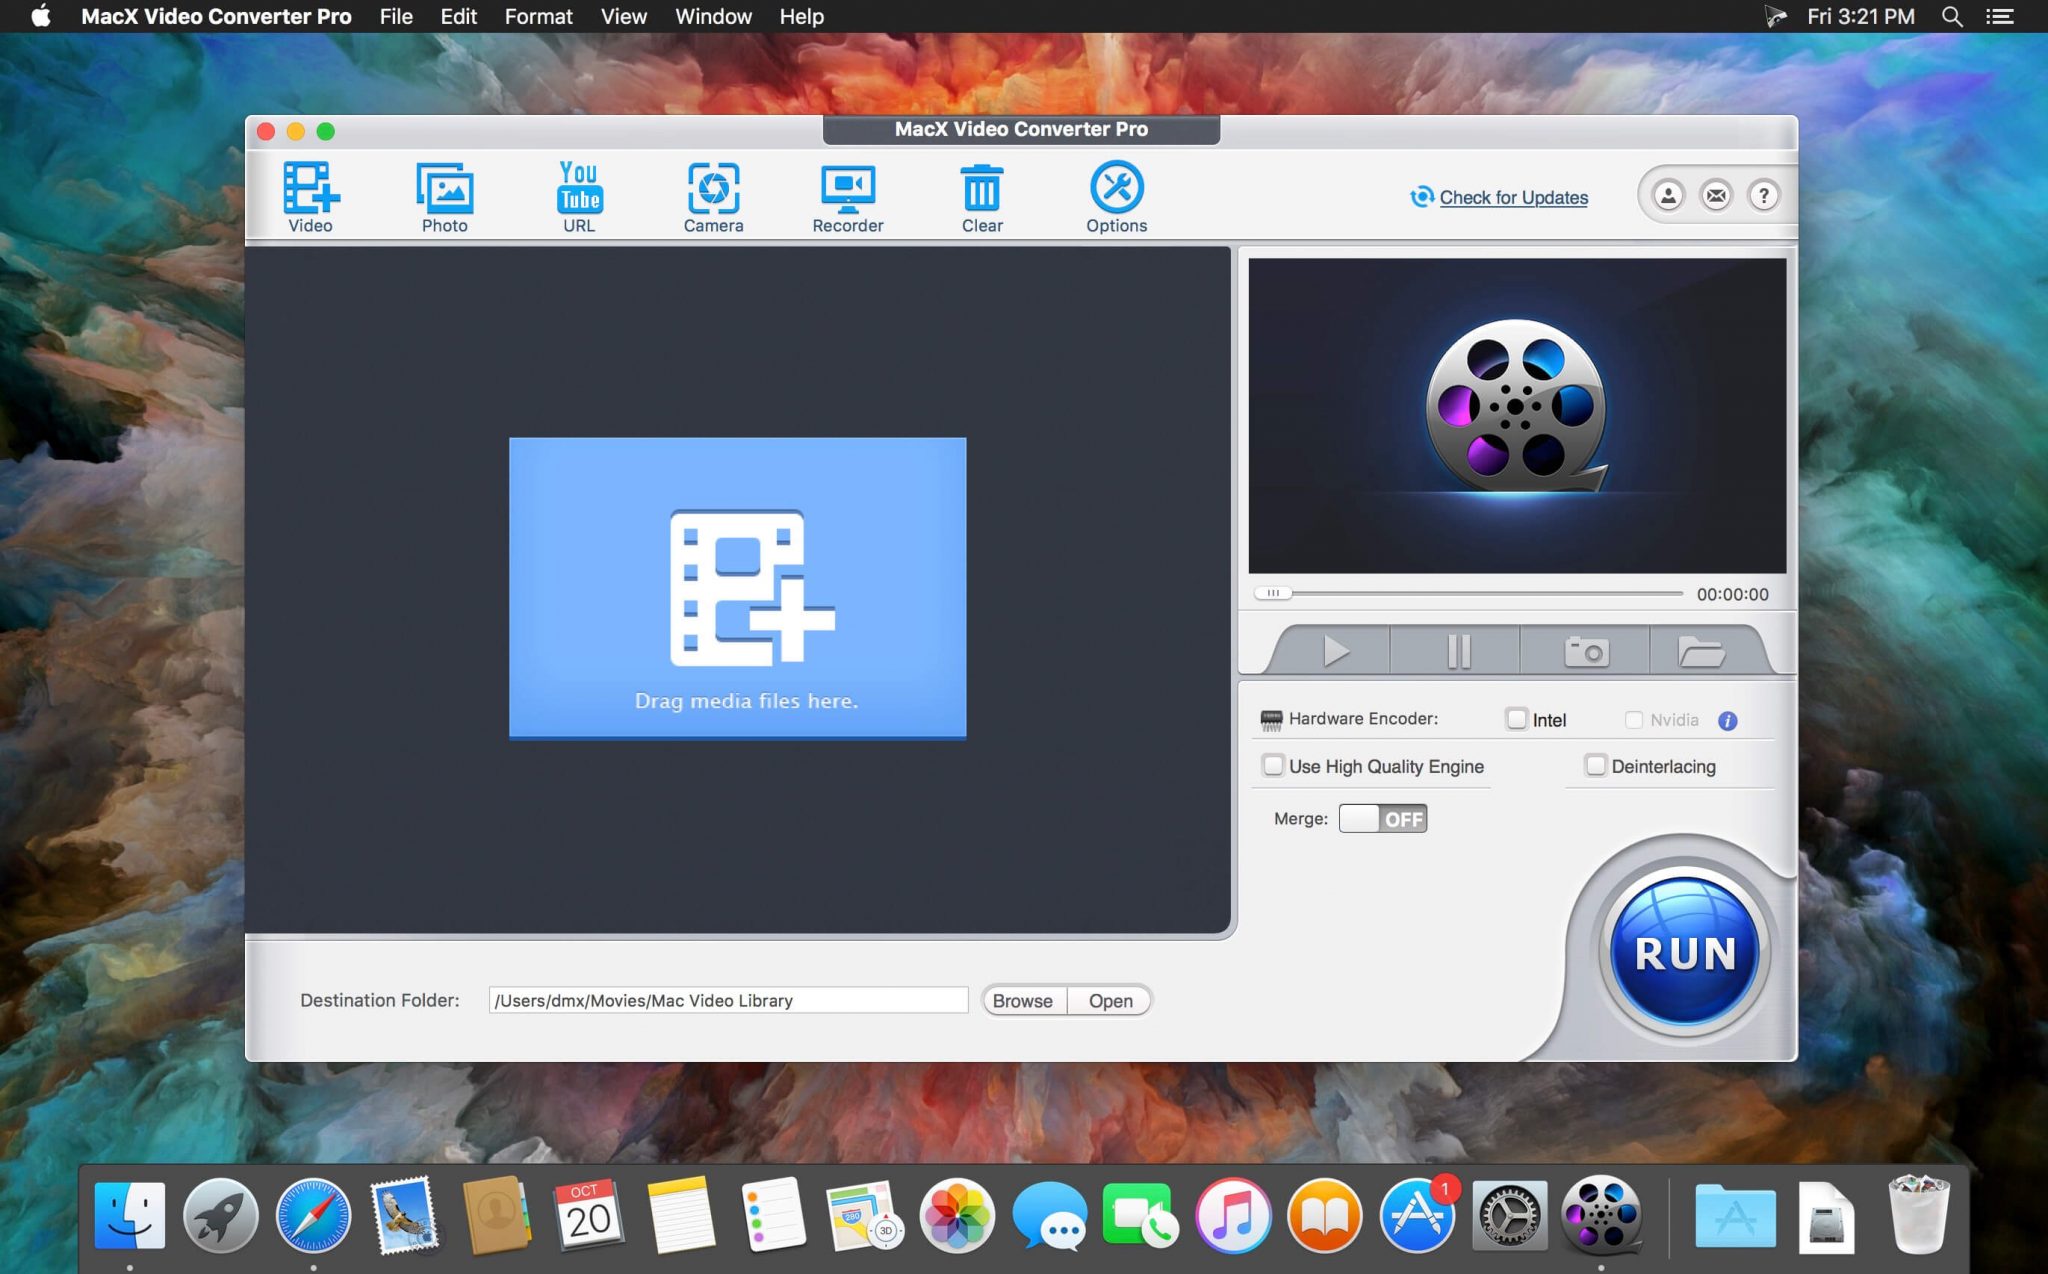 MacX Video Converter Pro File Edit Format View Window Help Fri 3:21 PM
MacX Video Converter Pro
You
Tube
Video Photo URL Camera Recorder Clear Options
Check for Updates
?
Drag media files here.
00:00:00
Hardware Encoder: Intel Nvidia i
Use High Quality Engine Deinterlacing
Merge: OFF
RUN
Destination Folder: /Users/dmx/Movies/Mac Video Library Browse Open
OCT
20
280
3D
1